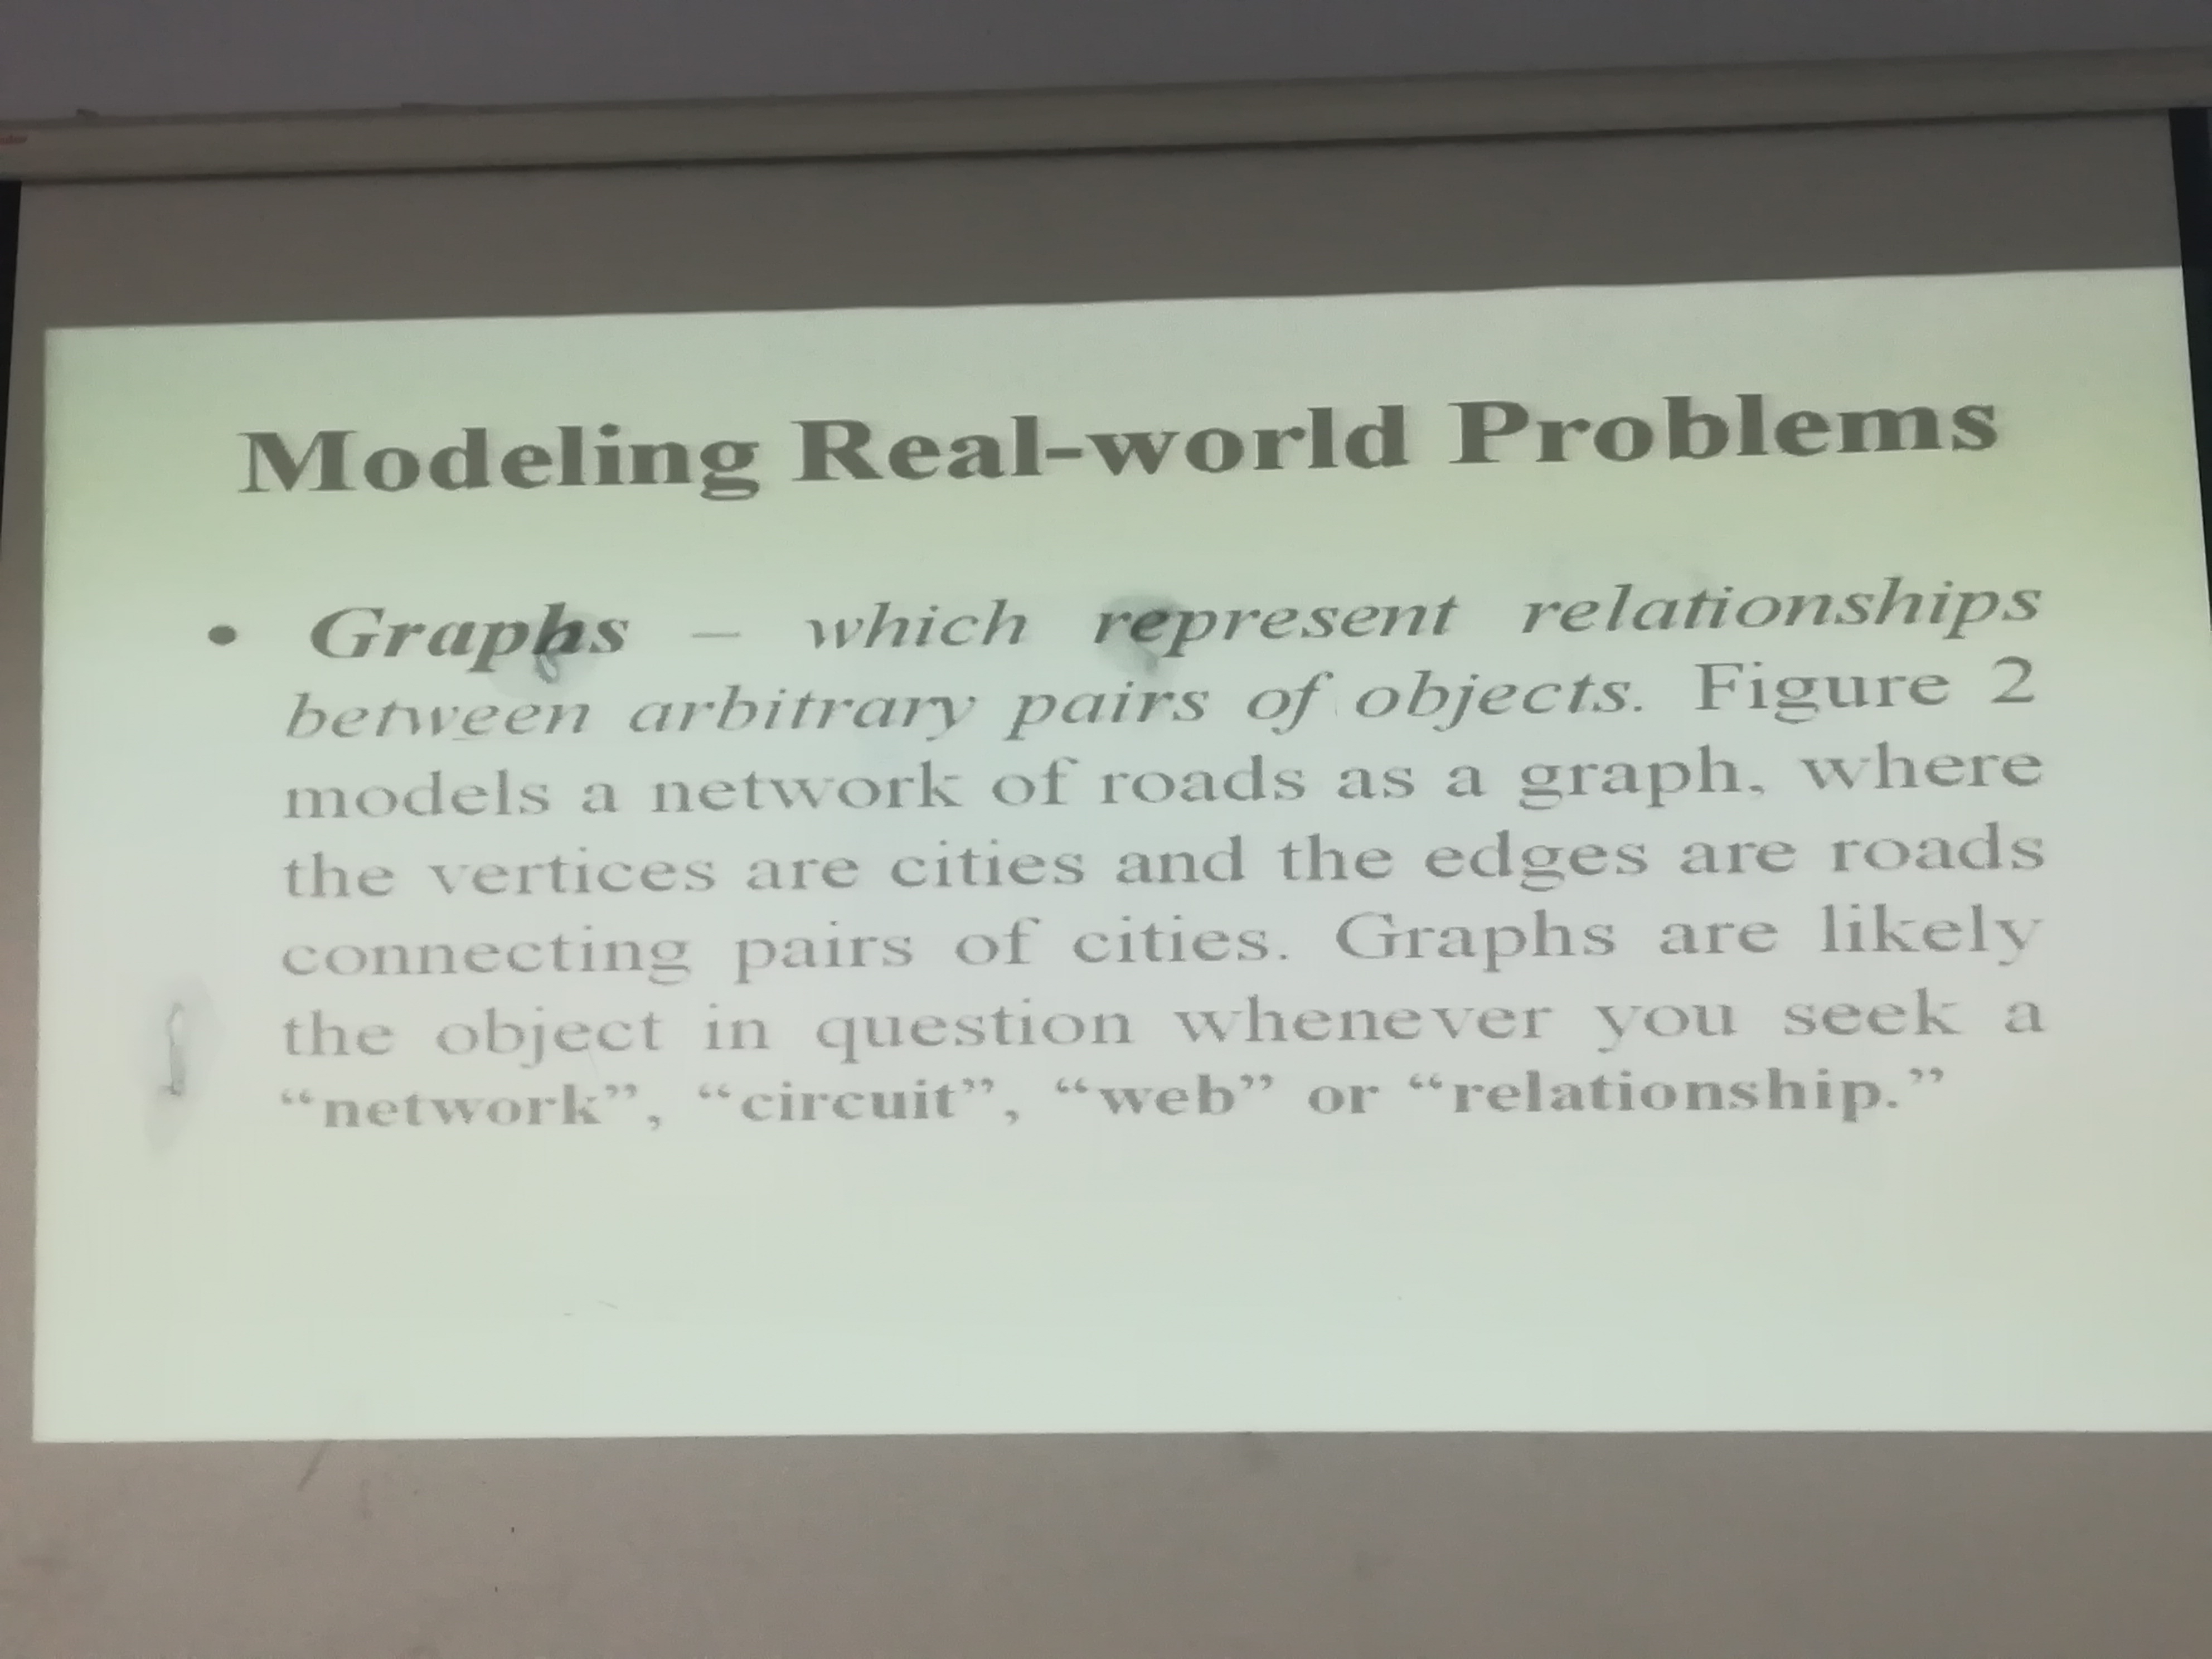 Modeling Real-world Problems
• Graphs – which represent relationships
between arbitrary pairs of objects. Figure 2
models a network of roads as a graph, where
the vertices are cities and the edges are roads
connecting pairs of cities. Graphs are likely
the object in question whenever you seek a
“network”, “circuit”, “web” or “relationship.”